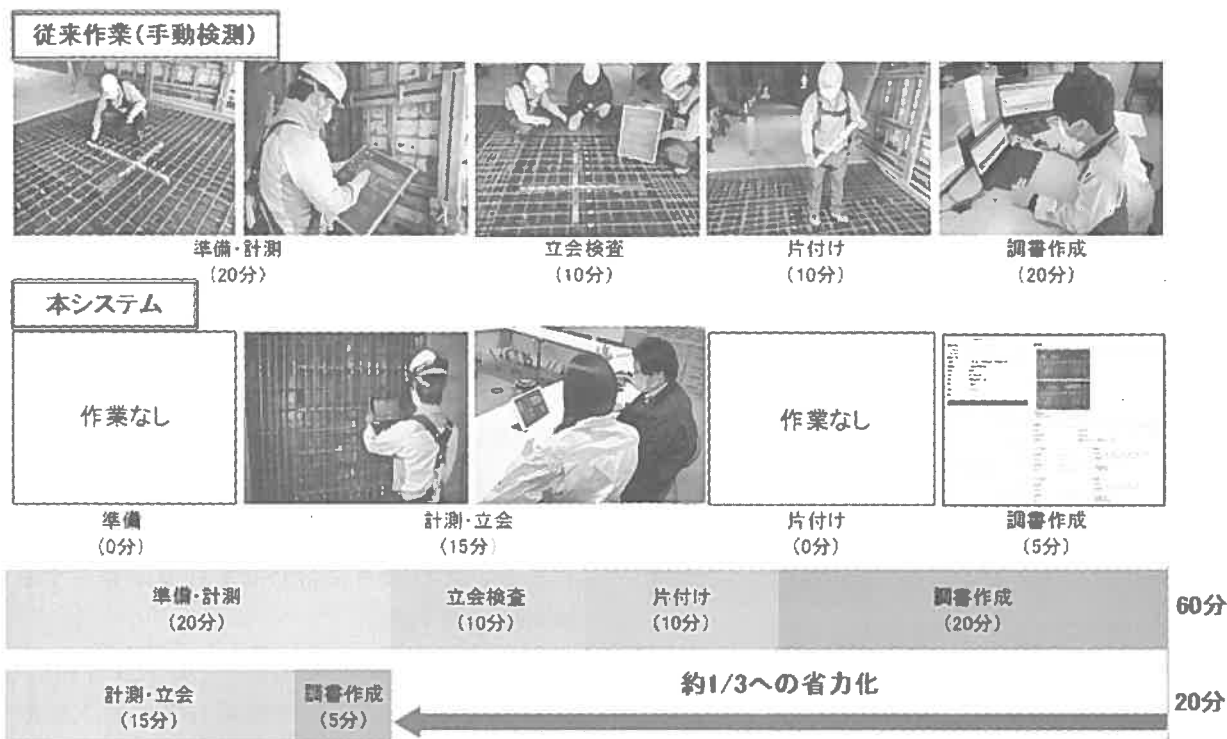 従来作業(手動検測)
準備・計測
(20分)
立会検査
(10分)
片付け
(10分)
調書作成
(20分)
本システム
作業なし
作業なし
準備
(0分)
計測・立会
(15分)
片付け
(0分)
調書作成
(5分)
準備・計測
(20分)
立会検査
(10分)
片付け
(10分)
調書作成
(20分)
60分
計測・立会
(15分)
調書作成
(5分)
約1/3への省力化
20分